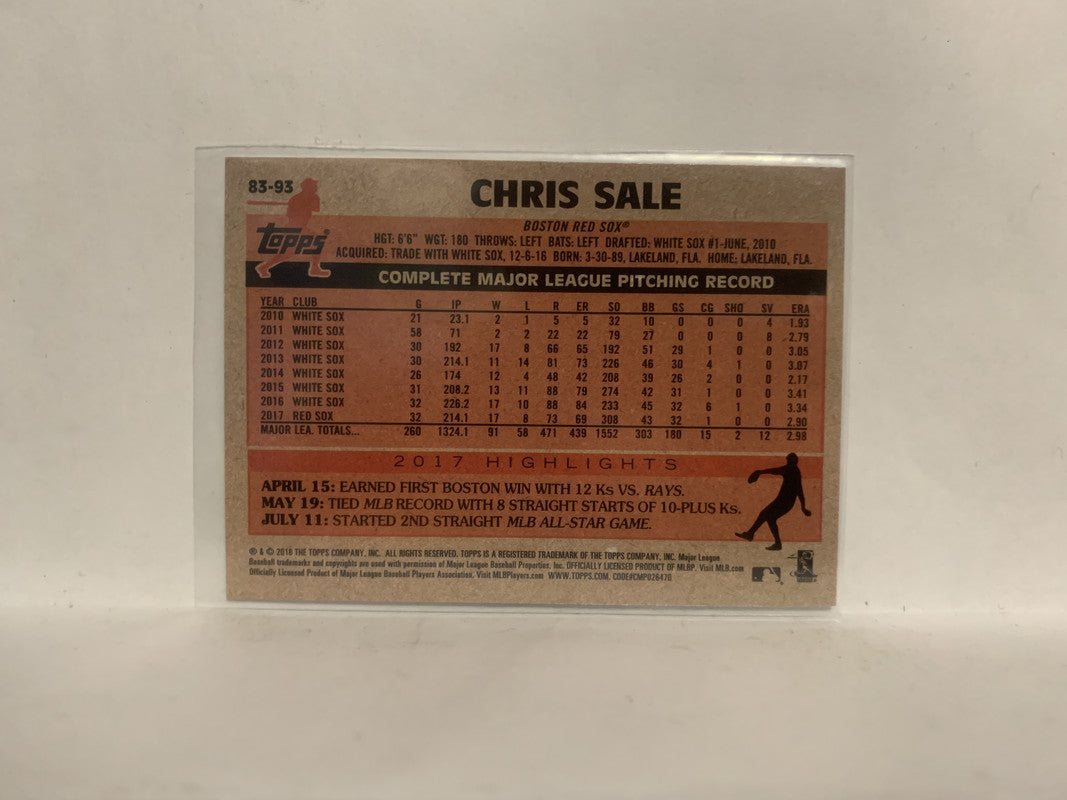 83-93
CHRIS SALE
Topps
BOSTON RED SOX®
HGT: 6'6" WGT: 180 THROWS: LEFT BATS: LEFT DRAFTED: WHITE SOX #1-JUNE, 2010
ACQUIRED: TRADE WITH WHITE SOX, 12-6-16 BORN: 3-30-89, LAKELAND, FLA. HOME: LAKELAND, FLA.
COMPLETE MAJOR LEAGUE PITCHING RECORD
YEAR CLUB G IP W L R ER SO BB GS CG SHO SV ERA
2010 WHITE SOX 21 23.1 2 1 5 5 32 10 0 0 0 4 1.93
2011 WHITE SOX 58 71 2 2 22 22 79 27 0 0 0 8 2.79
2012 WHITE SOX 30 192 17 8 66 65 192 51 29 1 0 0 3.05
2013 WHITE SOX 30 214.1 11 14 81 73 226 46 30 4 1 0 3.07
2014 WHITE SOX 26 174 12 4 48 42 208 39 26 2 0 0 2.17
2015 WHITE SOX 31 208.2 13 11 88 79 274 42 31 1 0 0 3.41
2016 WHITE SOX 32 226.2 17 10 88 84 233 45 32 6 1 0 3.34
2017 RED SOX 32 214.1 17 8 73 69 308 43 32 1 0 0 2.90
MAJOR LEA. TOTALS... 260 1324.1 91 58 471 439 1552 303 180 15 2 12 2.98
2017 HIGHLIGHTS
APRIL 15: EARNED FIRST BOSTON WIN WITH 12 Ks VS. RAYS.
MAY 19: TIED MLB RECORD WITH 8 STRAIGHT STARTS OF 10-PLUS Ks.
JULY 11: STARTED 2ND STRAIGHT MLB ALL-STAR GAME.
® & © 2018 THE TOPPS COMPANY, INC. ALL RIGHTS RESERVED. TOPPS IS A REGISTERED TRADEMARK OF THE TOPPS COMPANY, INC. Major League
Baseball trademarks and copyrights are used with permission of Major League Baseball Properties, Inc. OFFICIALLY LICENSED PRODUCT OF MLBP. Visit MLB.com
Officially Licensed Product of Major League Baseball Players Association. Visit MLBPlayers.com WWW.TOPPS.COM. CODE#CMP026470